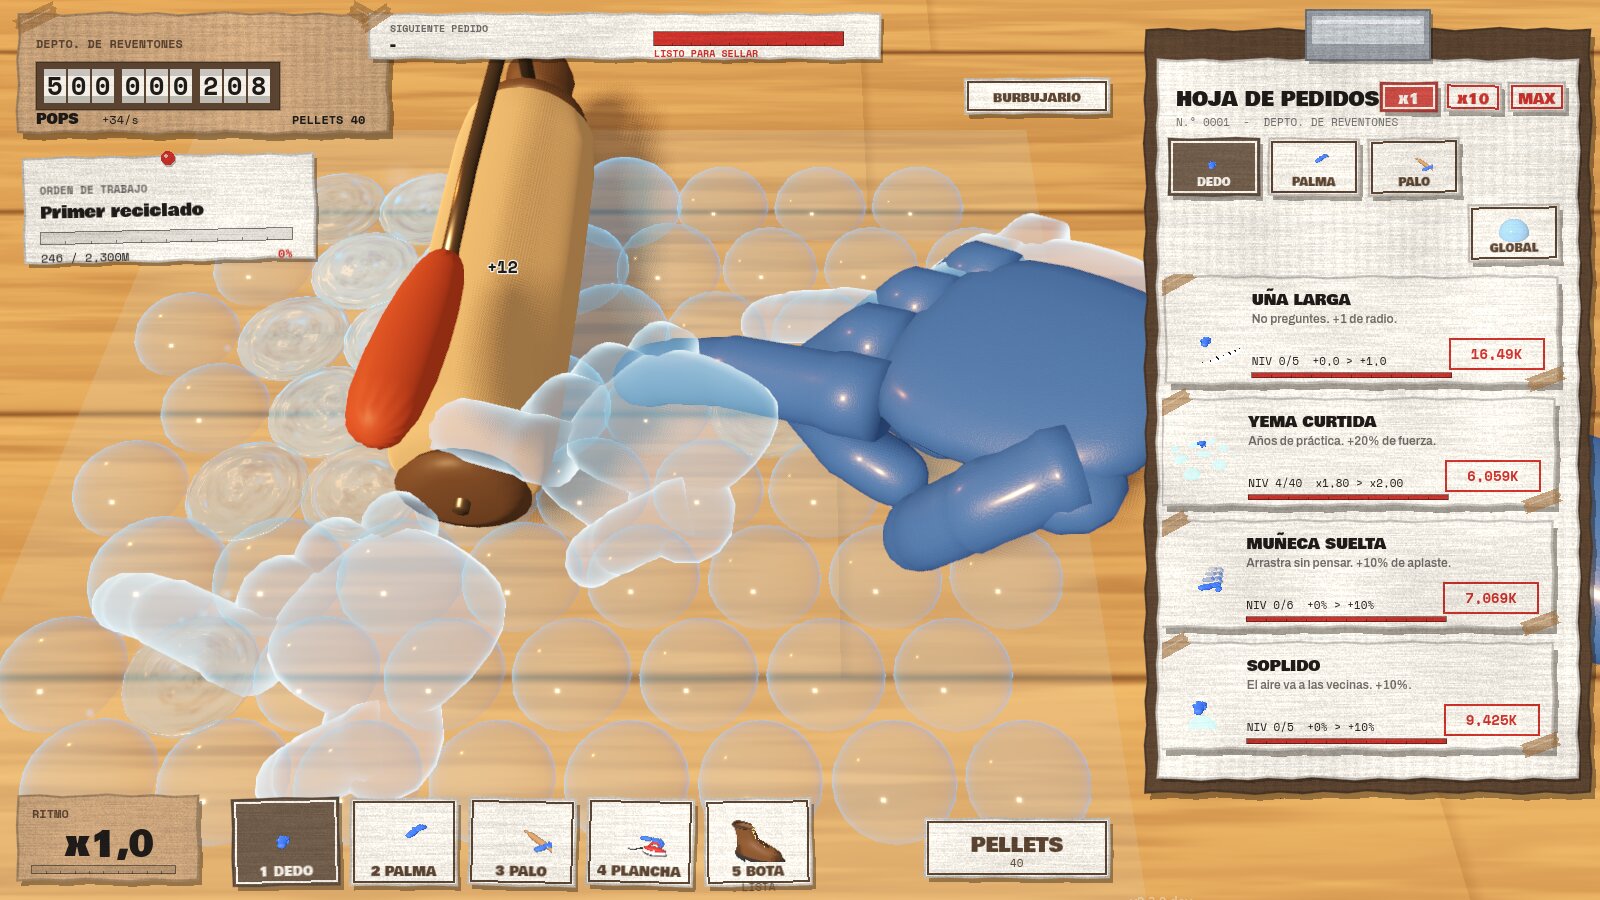 DEPTO. DE REVENTONES
500 000 208
POPS +34/s PELLETS 40
SIGUIENTE PEDIDO
-
LISTO PARA SELLAR
ORDEN DE TRABAJO
Primer reciclado
0%
246 / 2,300M
+12
BURBUJARIO
HOJA DE PEDIDOS x1 x10 MAX
N.° 0001 - DEPTO. DE REVENTONES
DEDO PALMA PALO
GLOBAL
UÑA LARGA
No preguntes. +1 de radio.
NIV 0/5 +0,0 > +1,0 16,49K
YEMA CURTIDA
Años de práctica. +20% de fuerza.
NIV 4/40 x1,80 > x2,00 6,059K
MUÑECA SUELTA
Arrastra sin pensar. +10% de aplaste.
NIV 0/6 +0% > +10% 7,069K
SOPLIDO
El aire va a las vecinas. +10%.
NIV 0/5 +0% > +10% 9,425K
RITMO
x1,0
1 DEDO 2 PALMA 3 PALO 4 PLANCHA 5 BOTA
LISTA
PELLETS
40